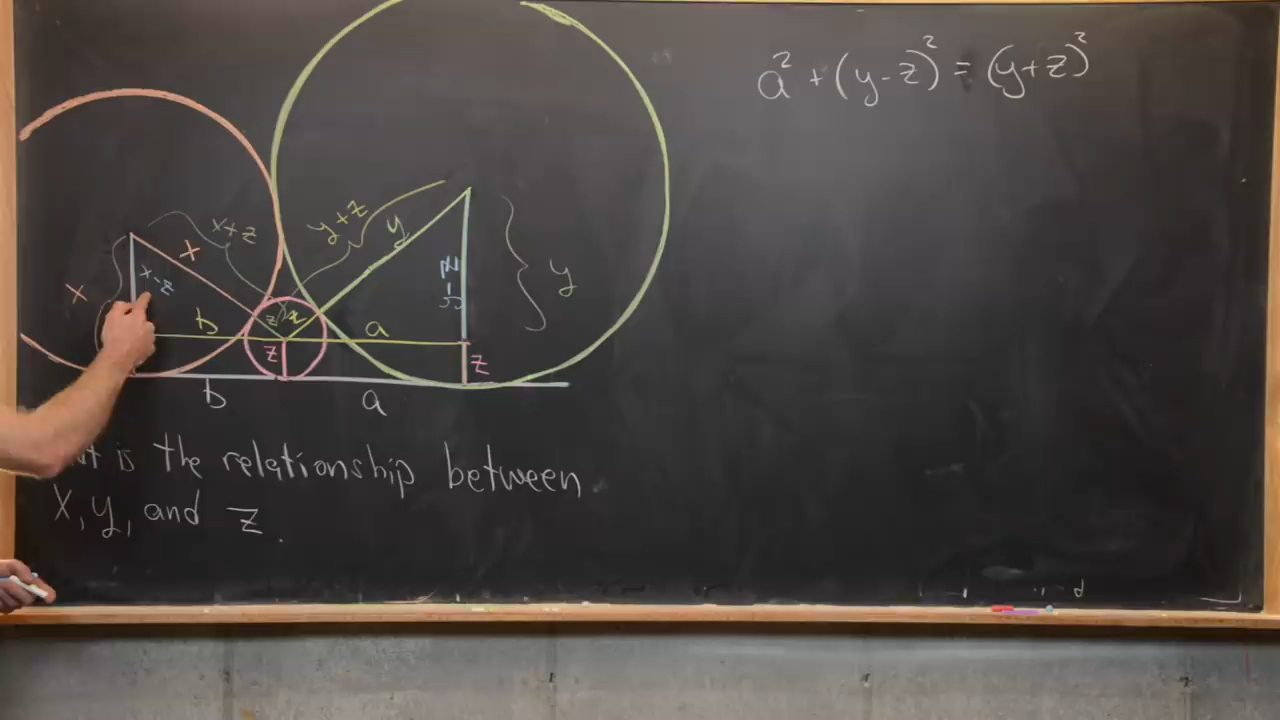 a² + (y-z)² = (y+z)²
x+z
y+z
x
y
x
x-z
y-z
y
b
z
a
z
z
b
a
is the relationship between
x, y, and z.